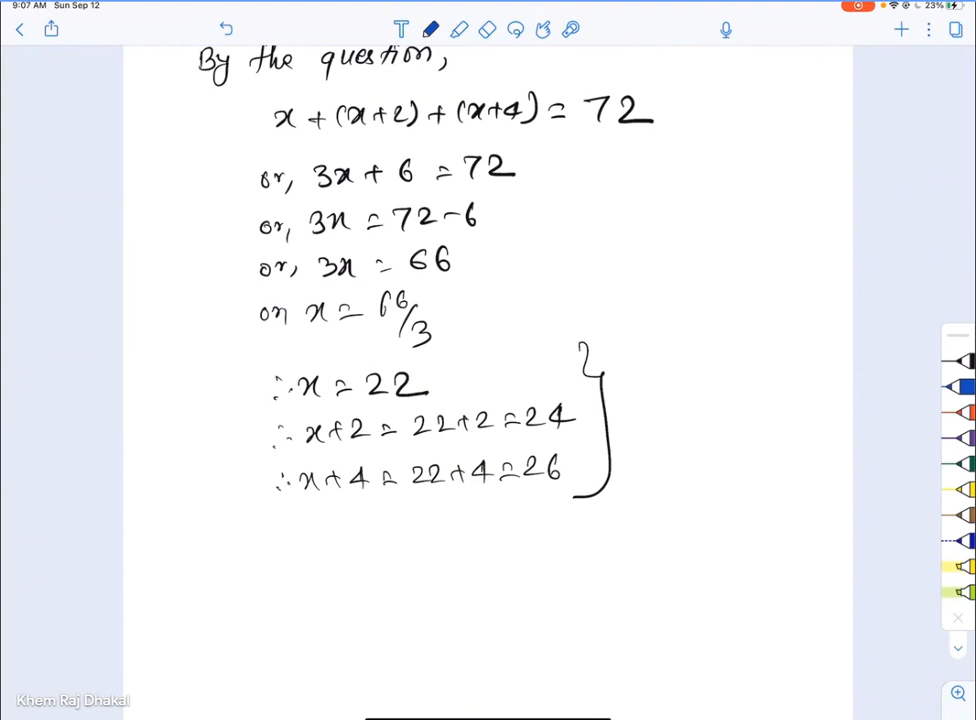 9:07 AM Sun Sep 12 23%
By the question,
x + (x+2) + (x+4) = 72
or, 3x + 6 = 72
or, 3x = 72-6
or, 3x = 66
or x = 66/3
∴x = 22
∴ x+2 = 22+2 = 24
∴ x+4 = 22+4 = 26
Khem Raj Dhakal